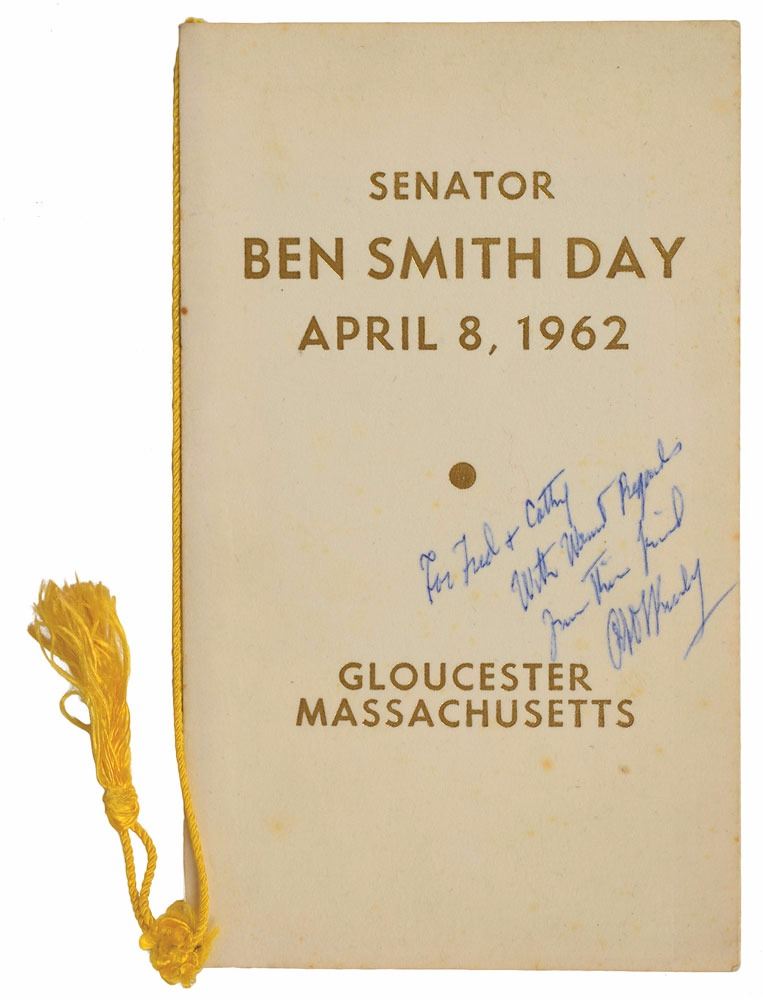 SENATOR
BEN SMITH DAY
APRIL 8, 1962
For Fred + Cathy
With Warmest Regards
from Their friend
GLOUCESTER
MASSACHUSETTS